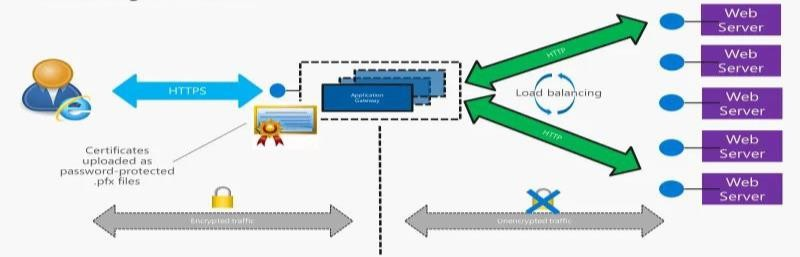 Web
Server
HTTP
Web
Server
HTTPS
Application
Gateway
Load balancing
Web
Server
HTTP
Certificates
uploaded as
password-protected
.pfx files
Web
Server
Web
Server
Encrypted traffic
Unencrypted traffic